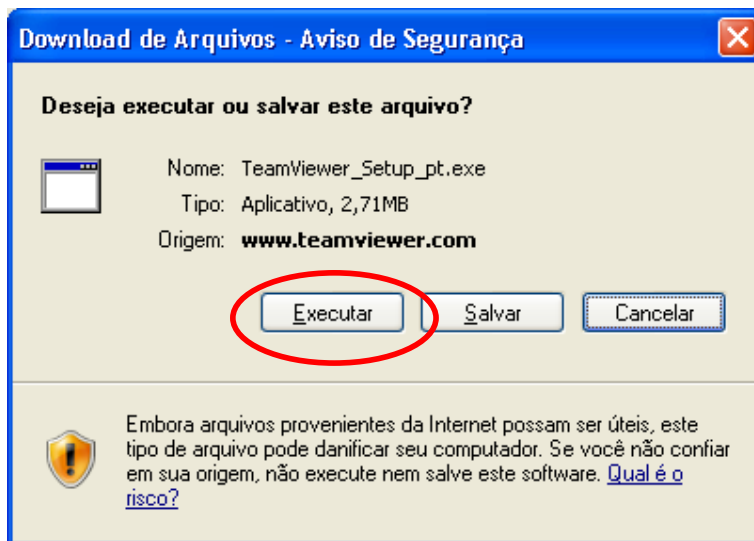 Download de Arquivos - Aviso de Segurança
Deseja executar ou salvar este arquivo?
Nome: TeamViewer_Setup_pt.exe
Tipo: Aplicativo, 2,71MB
Origem: www.teamviewer.com
Executar Salvar Cancelar
Embora arquivos provenientes da Internet possam ser úteis, este
tipo de arquivo pode danificar seu computador. Se você não confiar
em sua origem, não execute nem salve este software. Qual é o
risco?